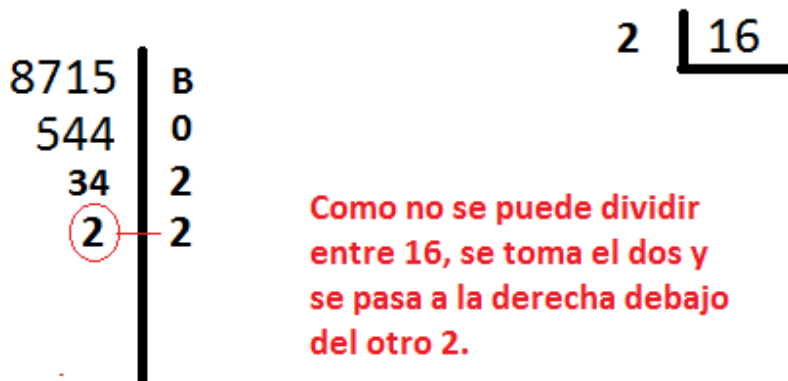 2 16
8715 B
544 0
34 2
2 2
Como no se puede dividir
entre 16, se toma el dos y
se pasa a la derecha debajo
del otro 2.